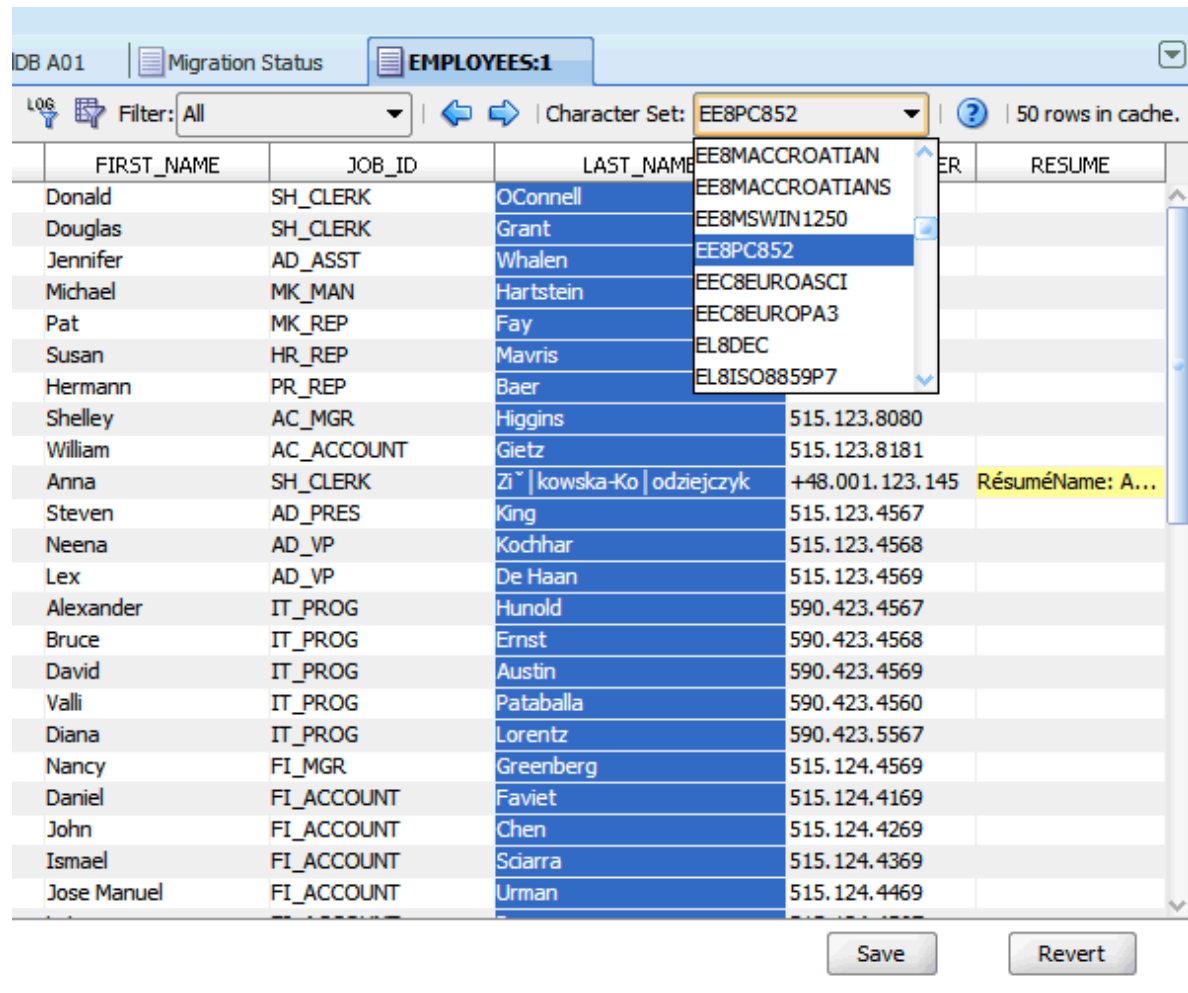 DB A01 Migration Status EMPLOYEES:1
LOG Filter: All Character Set: EE8PC852 ? 50 rows in cache.
FIRST_NAME JOB_ID LAST_NAME ER RESUME
EE8MACCROATIAN
EE8MACCROATIANS
EE8MSWIN1250
EE8PC852
EEC8EUROASCI
EEC8EUROPA3
EL8DEC
EL8ISO8859P7
Donald SH_CLERK OConnell
Douglas SH_CLERK Grant
Jennifer AD_ASST Whalen
Michael MK_MAN Hartstein
Pat MK_REP Fay
Susan HR_REP Mavris
Hermann PR_REP Baer
Shelley AC_MGR Higgins 515.123.8080
William AC_ACCOUNT Gietz 515.123.8181
Anna SH_CLERK Ziˇ|kowska-Ko|odziejczyk +48.001.123.145 RésuméName: A...
Steven AD_PRES King 515.123.4567
Neena AD_VP Kochhar 515.123.4568
Lex AD_VP De Haan 515.123.4569
Alexander IT_PROG Hunold 590.423.4567
Bruce IT_PROG Ernst 590.423.4568
David IT_PROG Austin 590.423.4569
Valli IT_PROG Pataballa 590.423.4560
Diana IT_PROG Lorentz 590.423.5567
Nancy FI_MGR Greenberg 515.124.4569
Daniel FI_ACCOUNT Faviet 515.124.4169
John FI_ACCOUNT Chen 515.124.4269
Ismael FI_ACCOUNT Sciarra 515.124.4369
Jose Manuel FI_ACCOUNT Urman 515.124.4469
Save Revert